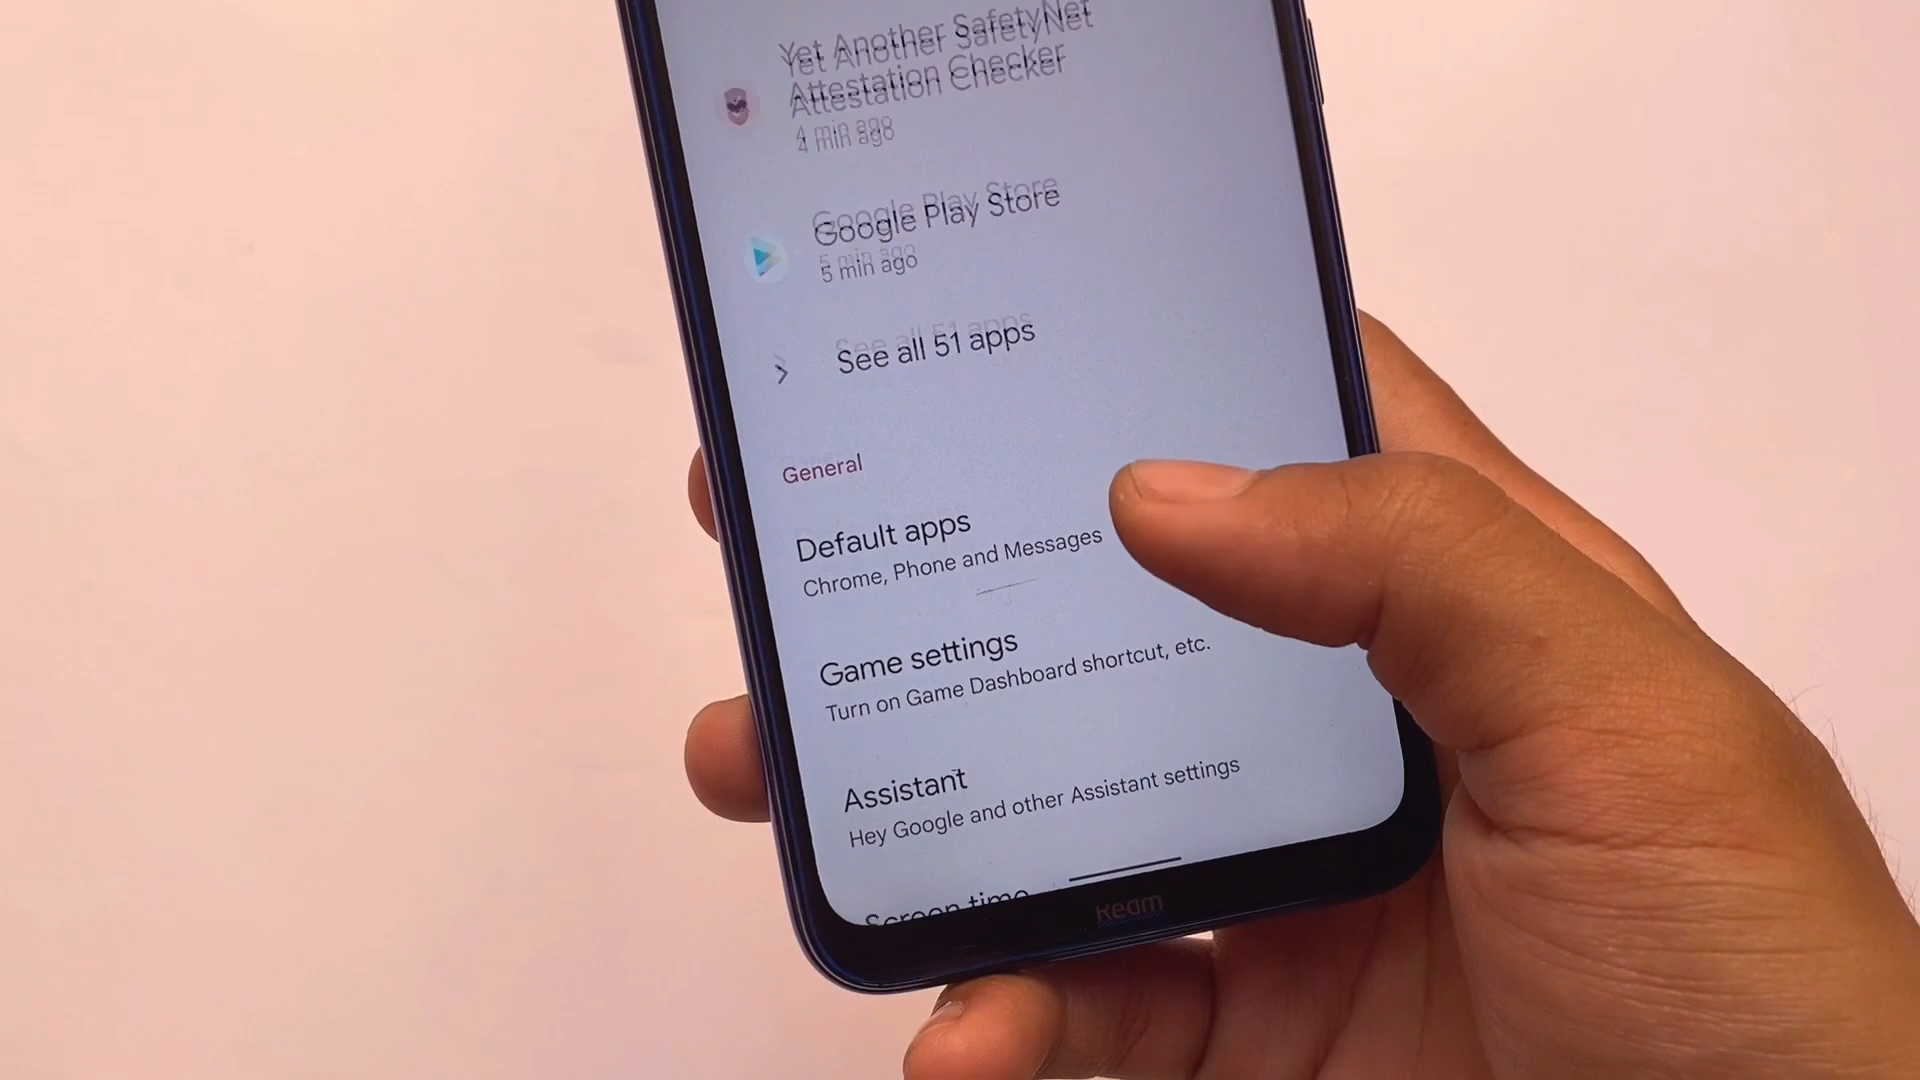 Yet Another SafetyNet
Attestation Checker
4 min ago
Google Play Store
5 min ago
See all 51 apps
General
Default apps
Chrome, Phone and Messages
Game settings
Turn on Game Dashboard shortcut, etc.
Assistant
Hey Google and other Assistant settings
Screen time